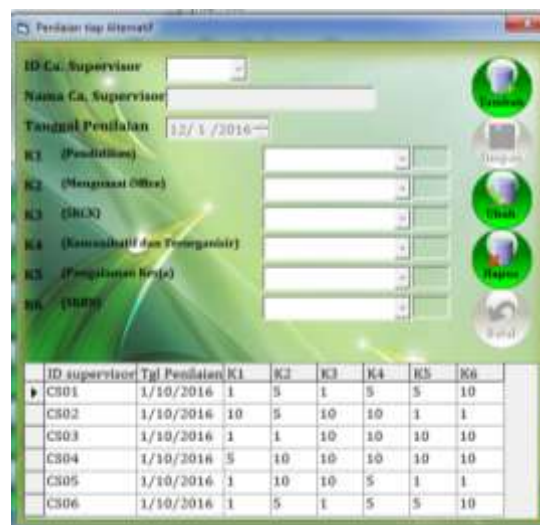 Penilaian tiap Alternatif
ID Ca. Supervisor
Nama Ca. Supervisor
Tanggal Penilaian 12/ 1 /2016
Tambah
K1 (Pendidikan)
Simpan
K2 (Menguasai Office)
K3 (SKCK)
Ubah
K4 (Komunikatif dan Terorganisir)
K5 (Pengalaman Kerja)
Hapus
K6
Batal
ID supervisor Tgl Penilaian K1 K2 K3 K4 K5 K6
CS01 1/10/2016 1 5 1 5 5 10
CS02 1/10/2016 10 5 10 10 1 1
CS03 1/10/2016 1 1 10 10 10 10
CS04 1/10/2016 5 10 10 10 10 10
CS05 1/10/2016 1 10 10 5 1 1
CS06 1/10/2016 1 5 1 5 5 10